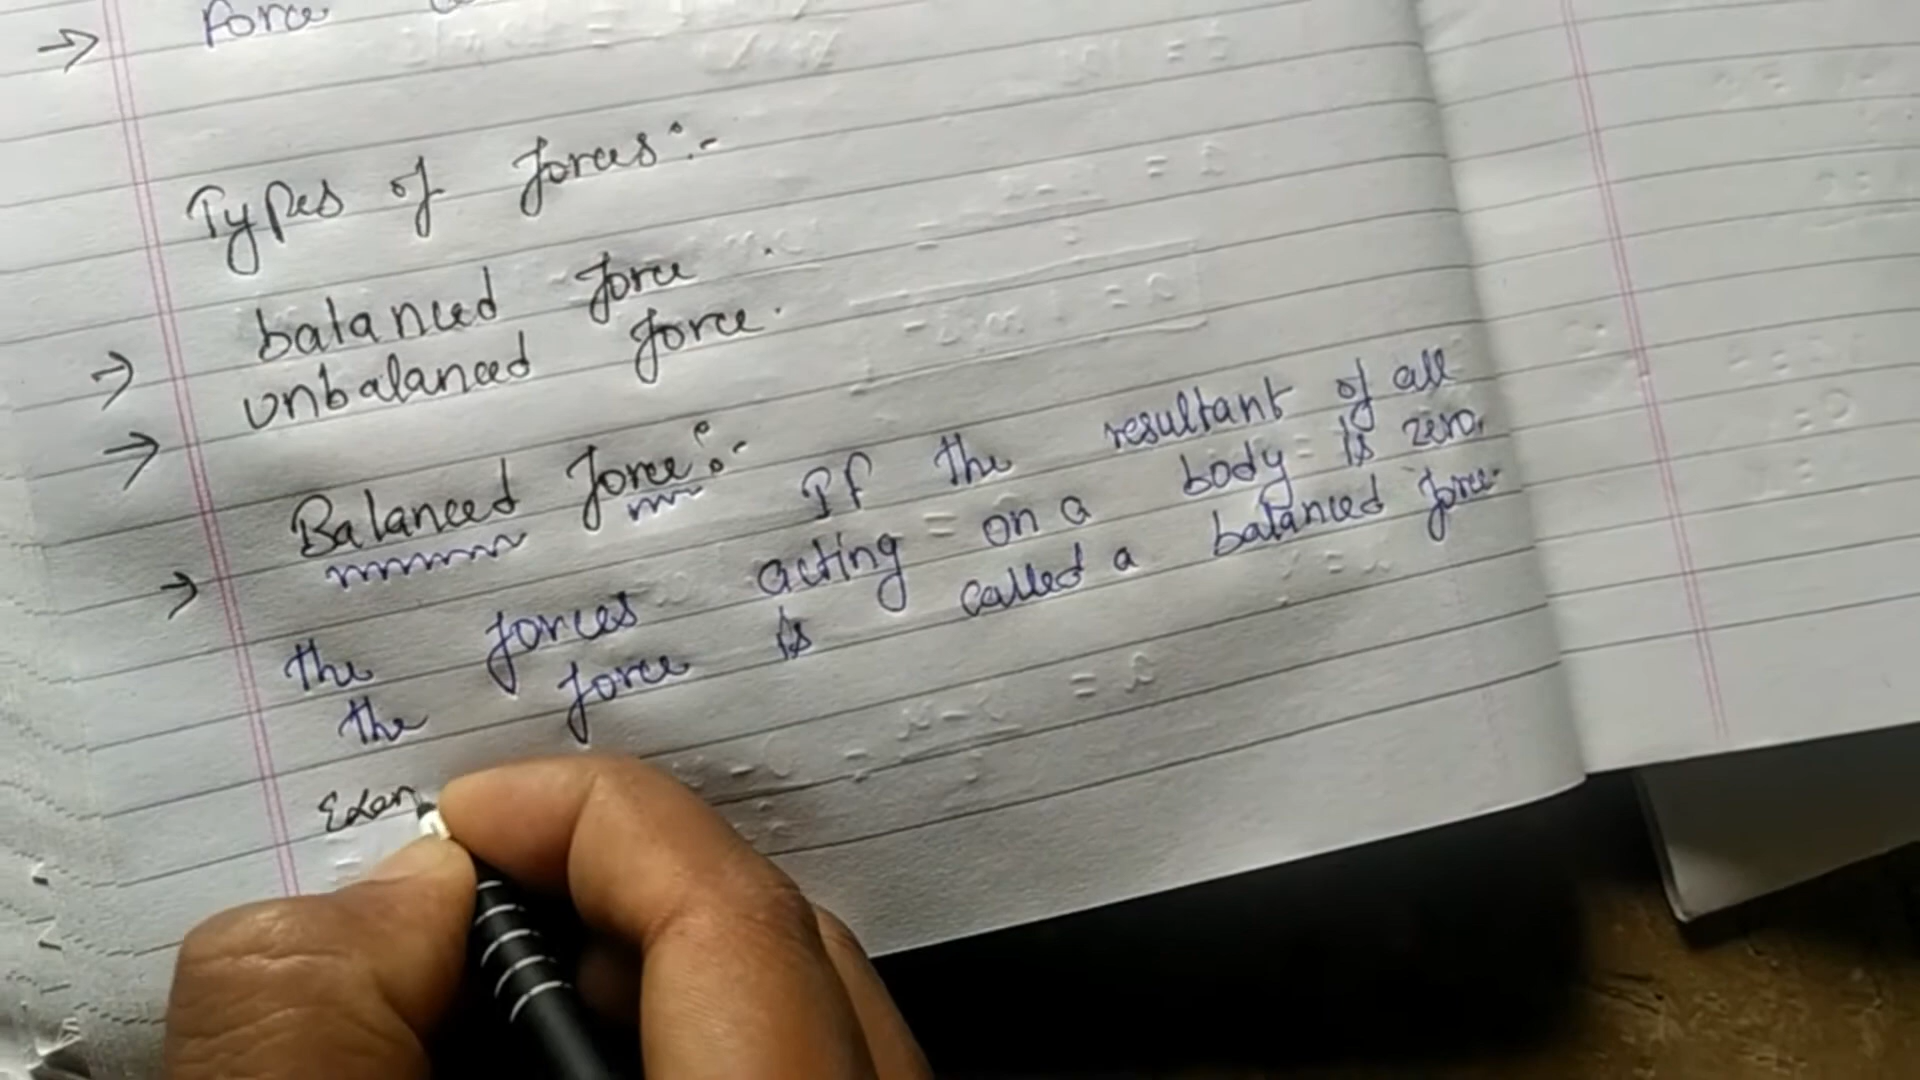 → Force
Types of forces:-
→ balanced force
→ unbalanced force.
→ Balanced force:- If the resultant of all
the forces acting on a body is zero,
the force is called a balanced force.
Exam